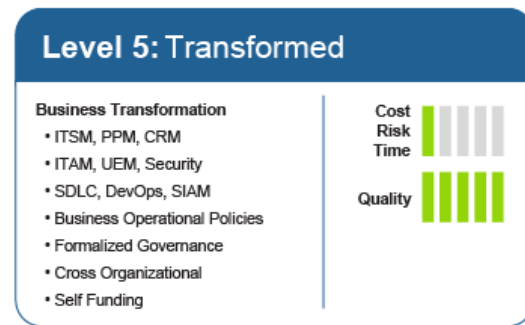 Level 5: Transformed
Business Transformation
• ITSM, PPM, CRM
• ITAM, UEM, Security
• SDLC, DevOps, SIAM
• Business Operational Policies
• Formalized Governance
• Cross Organizational
• Self Funding
Cost
Risk
Time
Quality